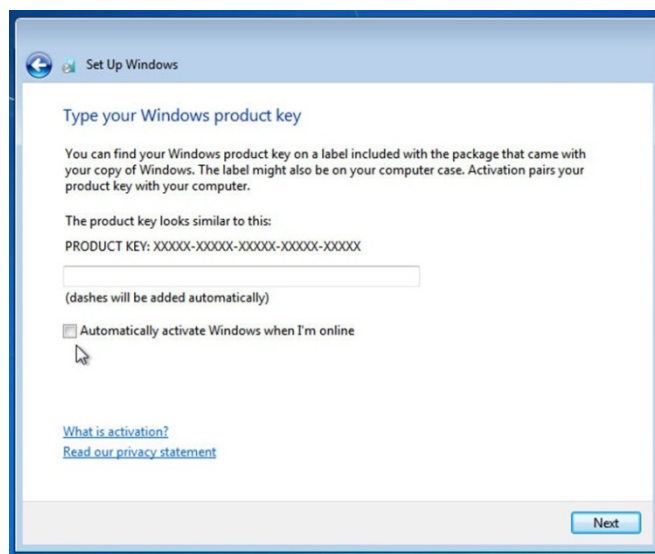 Set Up Windows
Type your Windows product key
You can find your Windows product key on a label included with the package that came with
your copy of Windows. The label might also be on your computer case. Activation pairs your
product key with your computer.
The product key looks similar to this:
PRODUCT KEY: XXXXX-XXXXX-XXXXX-XXXXX-XXXXX
(dashes will be added automatically)
Automatically activate Windows when I'm online
What is activation?
Read our privacy statement
Next